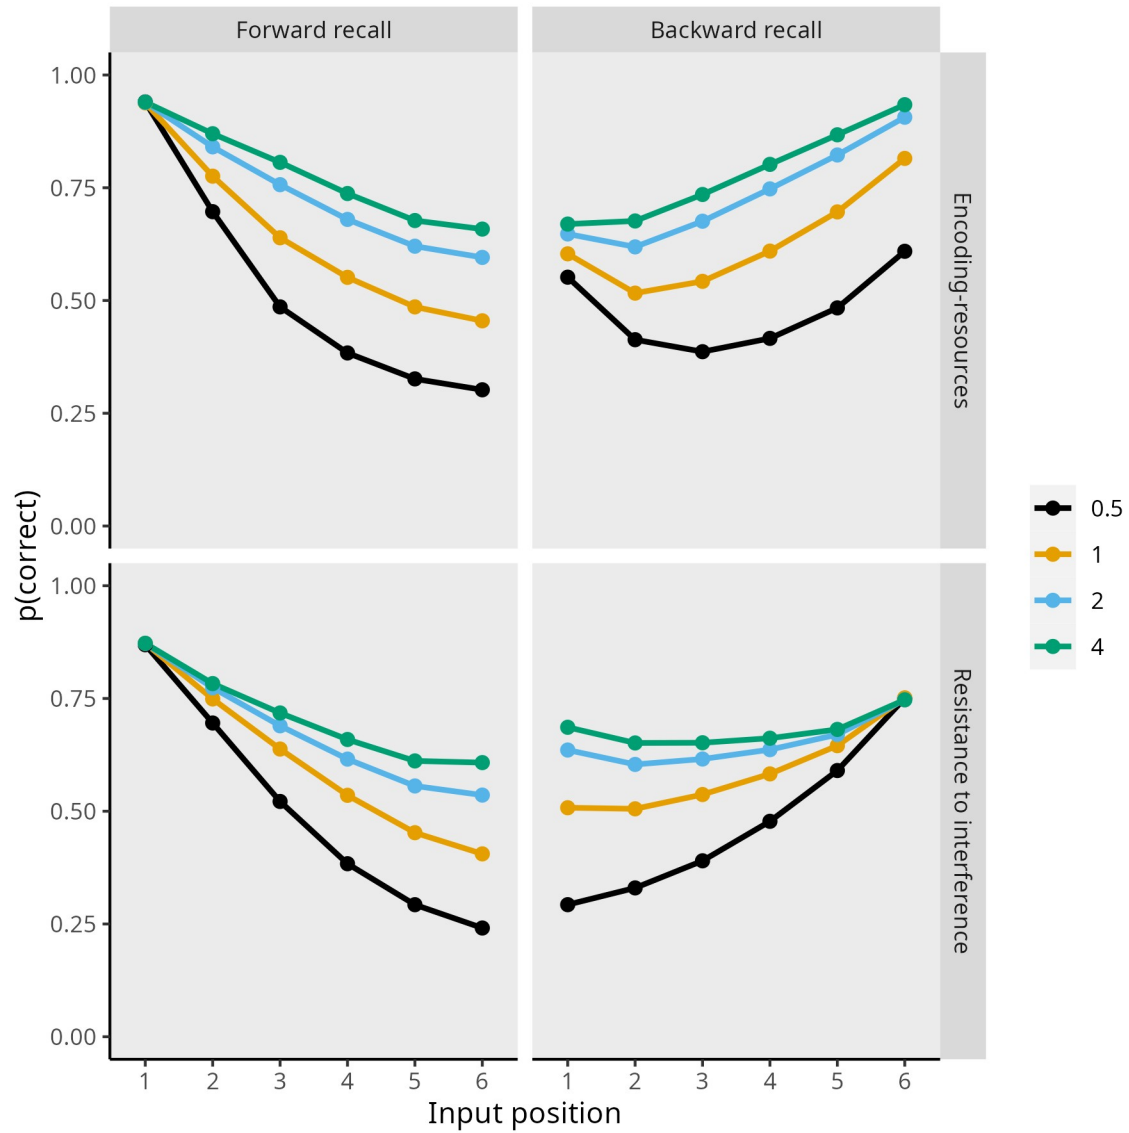 Forward recall
Backward recall
1.00
0.75
0.50
0.25
0.00
Encoding-resources
p(correct)
0.5
1
2
4
1.00
0.75
0.50
0.25
0.00
Resistance to interference
1 2 3 4 5 6
1 2 3 4 5 6
Input position